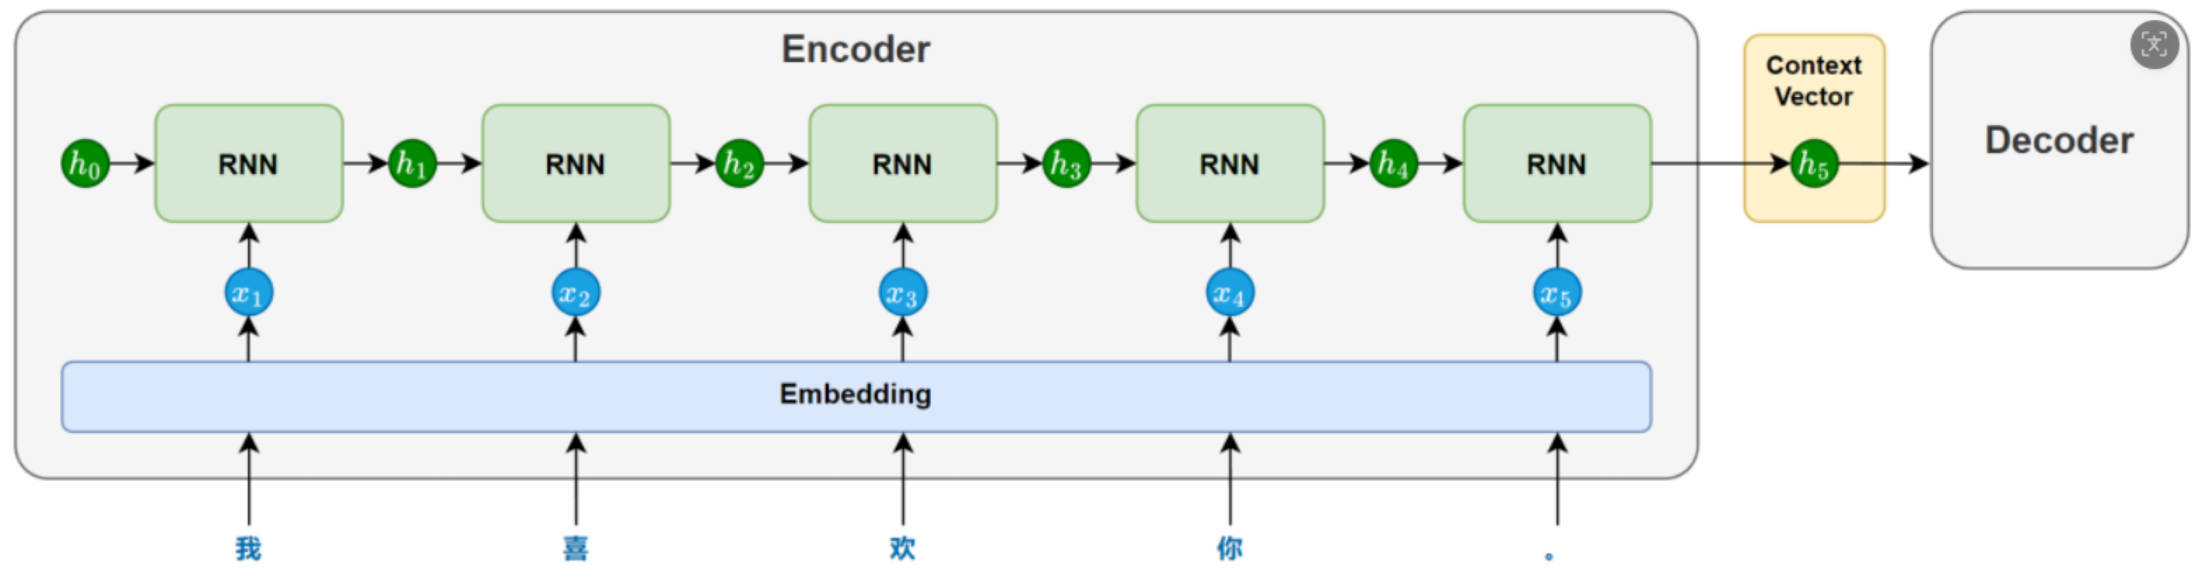 Encoder
Context
Vector
Decoder
h₀ RNN h₁ RNN h₂ RNN h₃ RNN h₄ RNN h₅
x₁ x₂ x₃ x₄ x₅
Embedding
我 喜 欢 你 。
文